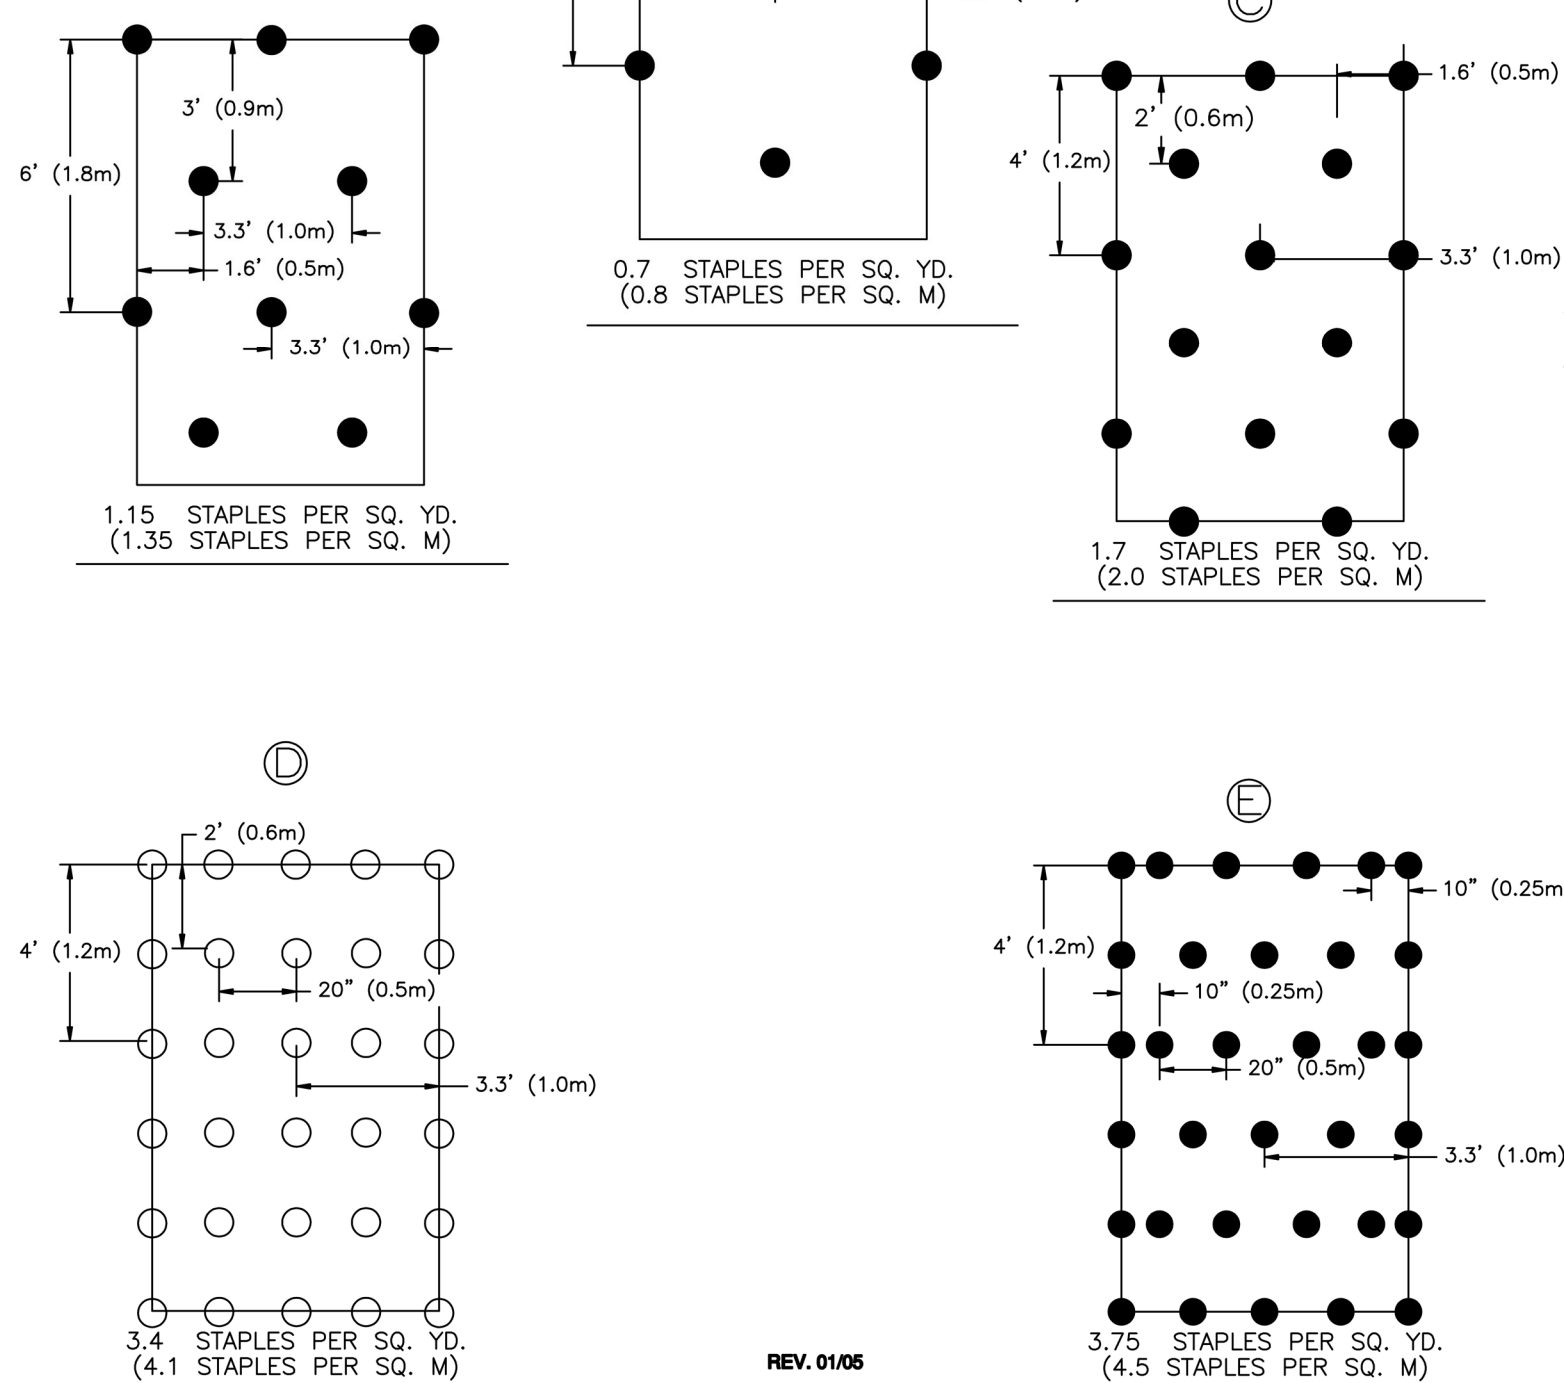 C
3' (0.9m)
6' (1.8m)
3.3' (1.0m)
1.6' (0.5m)
3.3' (1.0m)
1.15 STAPLES PER SQ. YD.
(1.35 STAPLES PER SQ. M)
0.7 STAPLES PER SQ. YD.
(0.8 STAPLES PER SQ. M)
1.6' (0.5m)
2' (0.6m)
4' (1.2m)
3.3' (1.0m)
1.7 STAPLES PER SQ. YD.
(2.0 STAPLES PER SQ. M)
D
2' (0.6m)
4' (1.2m)
20" (0.5m)
3.3' (1.0m)
3.4 STAPLES PER SQ. YD.
(4.1 STAPLES PER SQ. M)
REV. 01/05
E
10" (0.25m
4' (1.2m)
10" (0.25m)
20" (0.5m)
3.3' (1.0m)
3.75 STAPLES PER SQ. YD.
(4.5 STAPLES PER SQ. M)